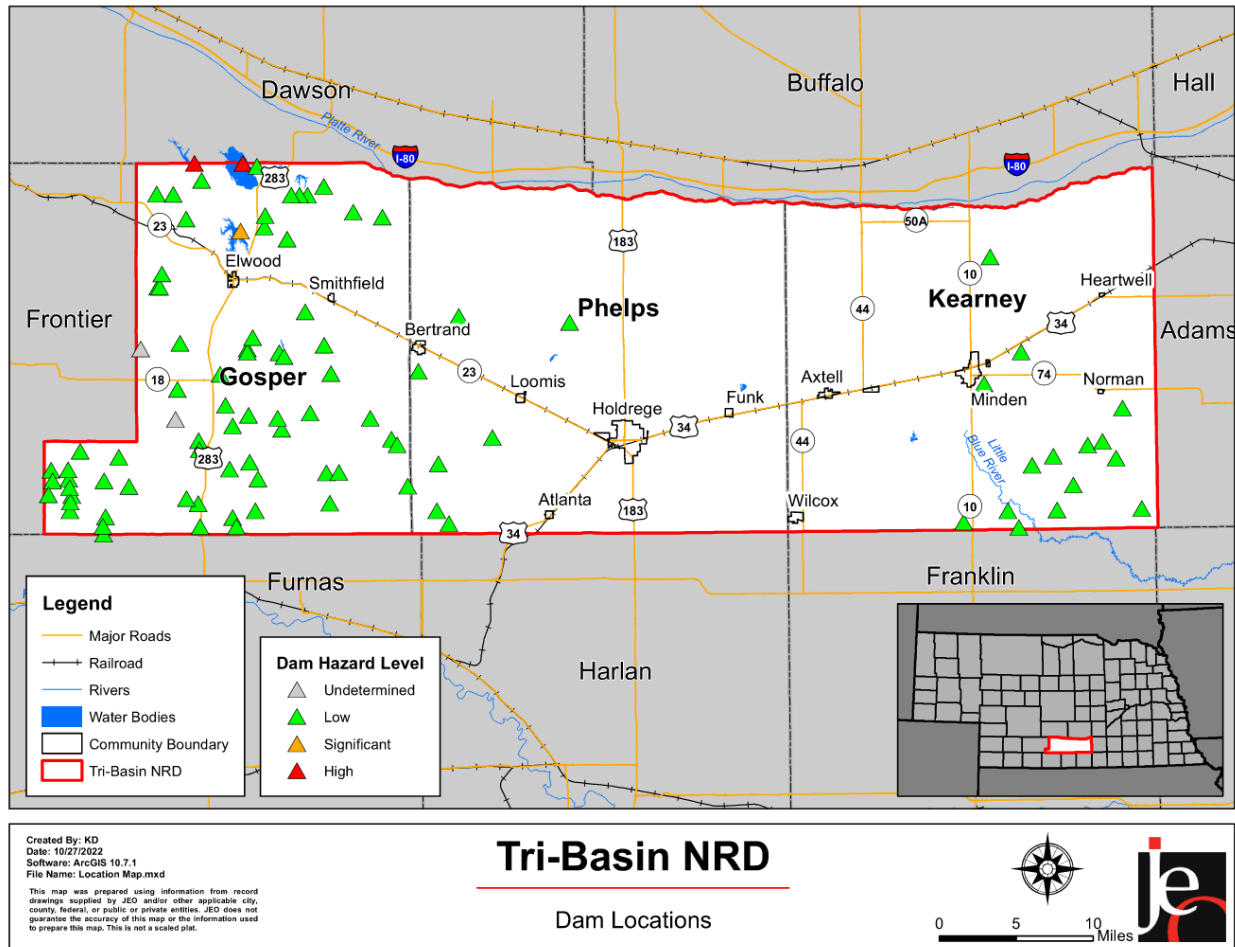 Dawson
Buffalo
Hall
Platte River
I-80
I-80
283
23
50A
183
Elwood
10
Heartwell
Smithfield
Phelps
Kearney
Frontier
44
34
Adams
Bertrand
18
Gosper
23
Loomis
Axtell
74
Norman
Funk
Minden
Holdrege
34
44
283
Little
Blue River
Atlanta
183
Wilcox
10
34
Furnas
Franklin
Harlan
Legend
Major Roads
Railroad
Rivers
Water Bodies
Community Boundary
Tri-Basin NRD
Dam Hazard Level
Undetermined
Low
Significant
High
Created By: KD
Date: 10/27/2022
Software: ArcGIS 10.7.1
File Name: Location Map.mxd
This map was prepared using information from record
drawings supplied by JEO and/or other applicable city,
county, federal, or public or private entities. JEO does not
guarantee the accuracy of this map or the information used
to prepare this map. This is not a scaled plat.
Tri-Basin NRD
Dam Locations
0 5 10
Miles
jeo